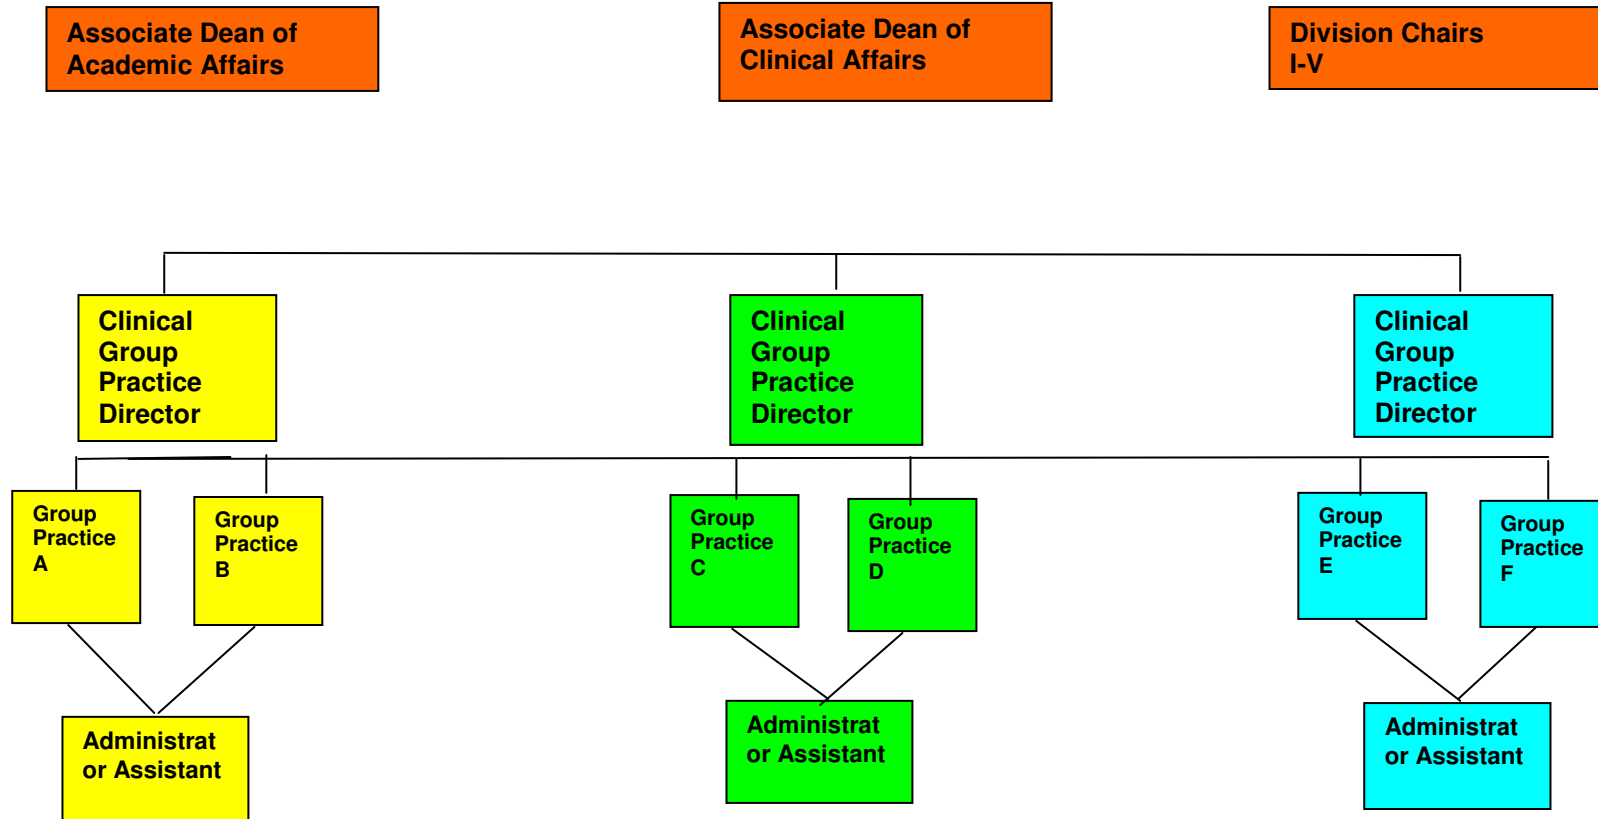 Associate Dean of
Academic Affairs
Associate Dean of
Clinical Affairs
Division Chairs
I-V
Clinical
Group
Practice
Director
Clinical
Group
Practice
Director
Clinical
Group
Practice
Director
Group
Practice
A
Group
Practice
B
Group
Practice
C
Group
Practice
D
Group
Practice
E
Group
Practice
F
Administrat
or Assistant
Administrat
or Assistant
Administrat
or Assistant